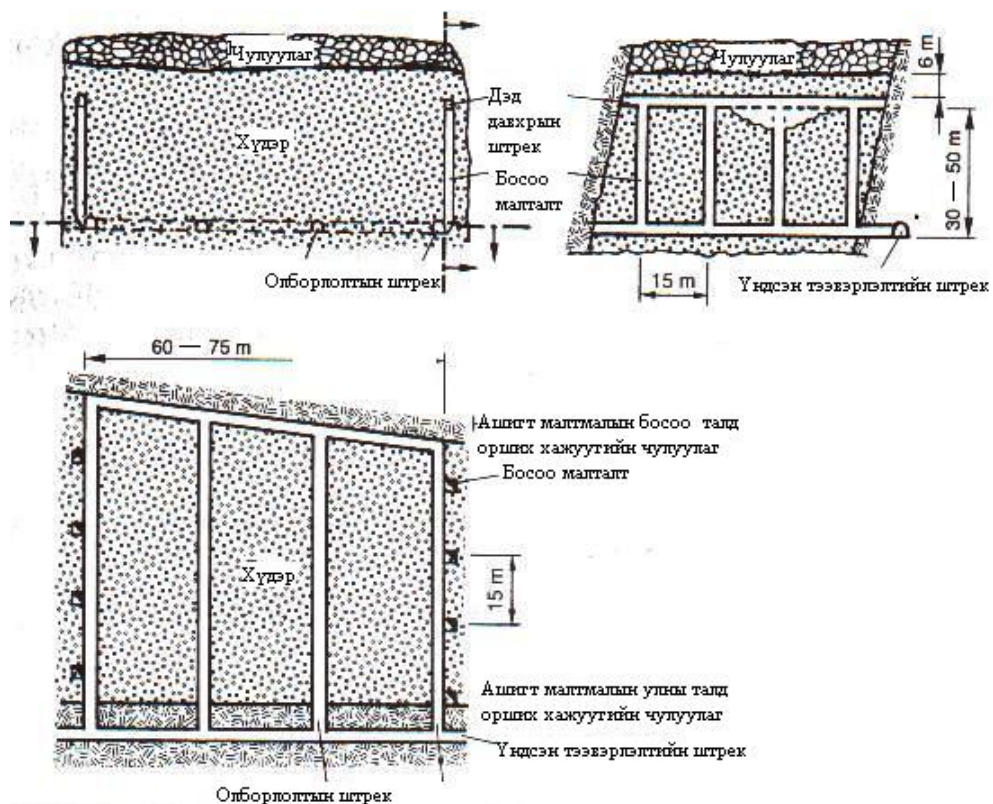 Чулуулаг
Хүдэр
Дэд
давхрын
штрек
Босоо
малталт
Олборлолтын штрек
Чулуулаг
6 m
30 — 50 m
15 m
Үндсэн тээвэрлэлтийн штрек
60 — 75 m
Ашигт малтмалын босоо талд
орших хажуугийн чулуулаг
Босоо малталт
Хүдэр
15 m
Ашигт малтмалын улны талд
орших хажуугийн чулуулаг
Үндсэн тээвэрлэлтийн штрек
Олборлолтын штрек